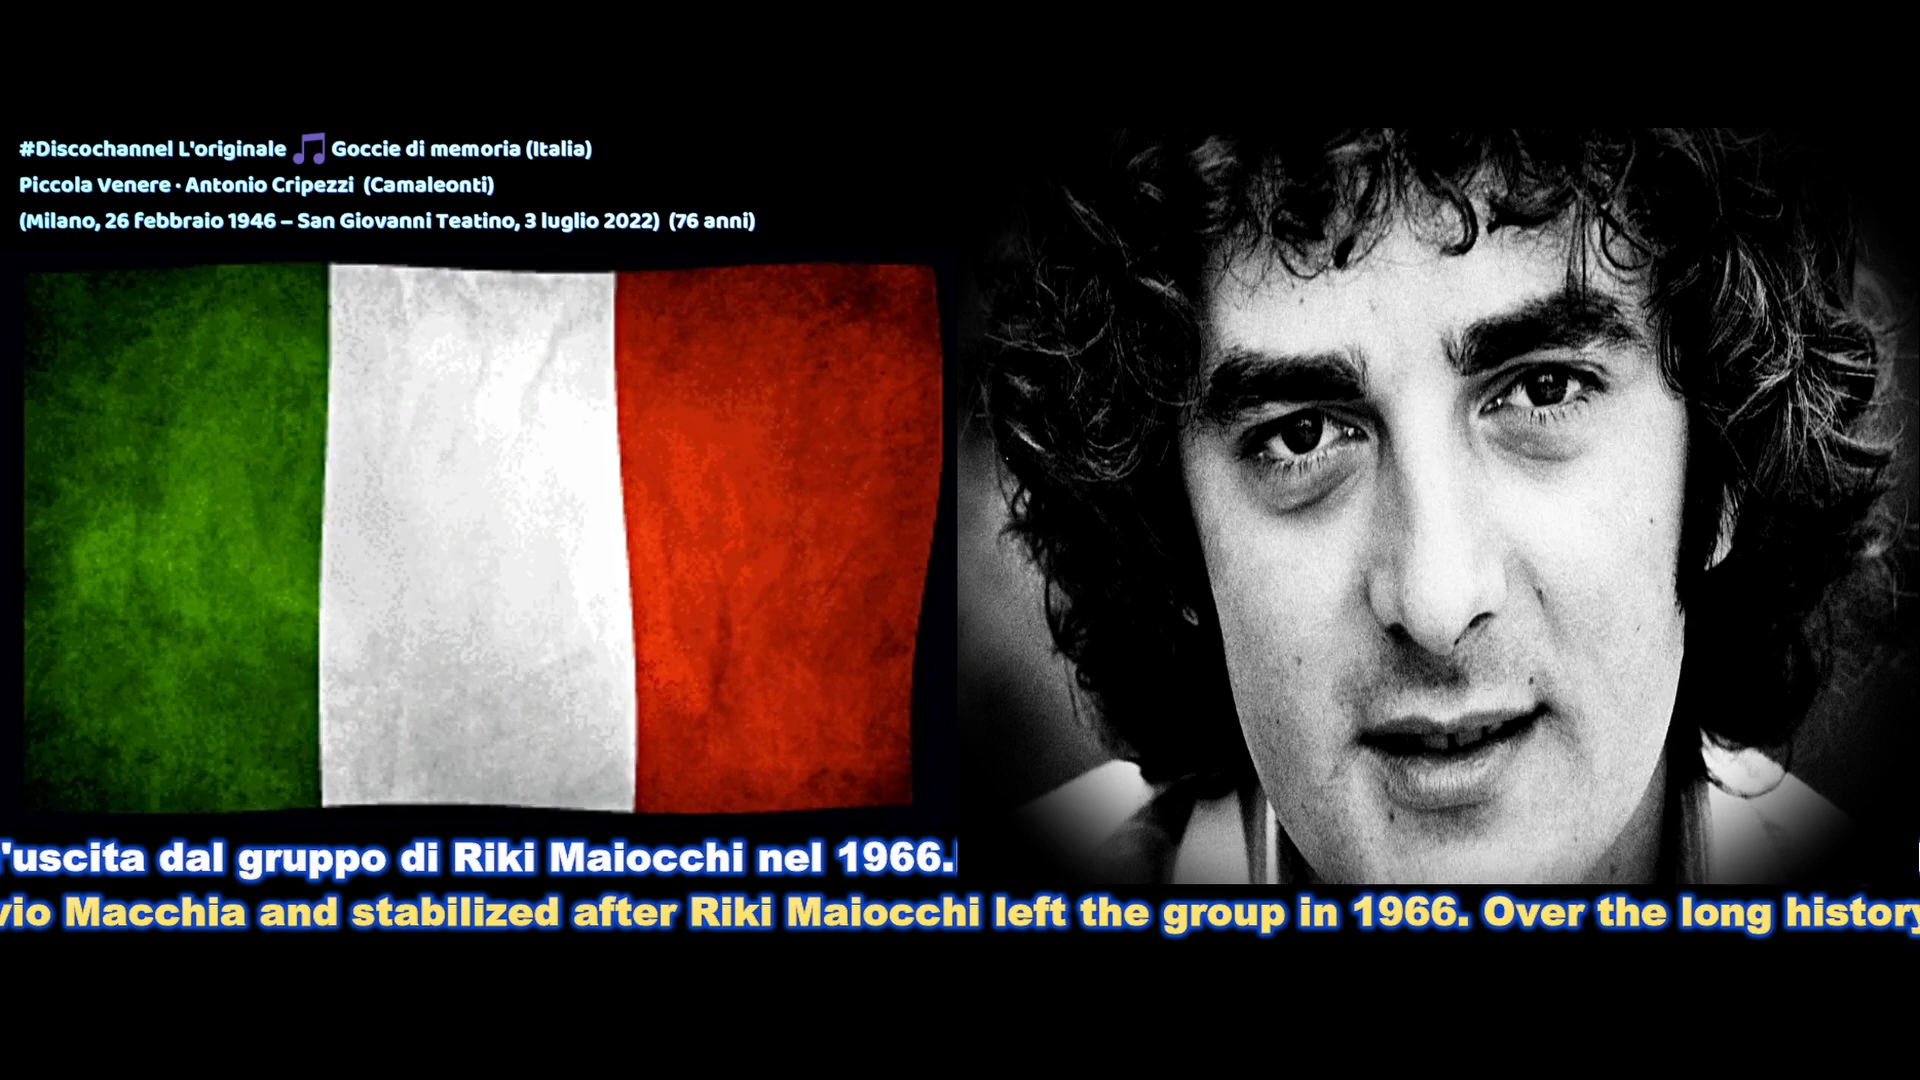 #Discochannel L'originale 🎵 Goccie di memoria (Italia)
Piccola Venere · Antonio Cripezzi (Camaleonti)
(Milano, 26 febbraio 1946 – San Giovanni Teatino, 3 luglio 2022) (76 anni)
'uscita dal gruppo di Riki Maiocchi nel 1966.
vio Macchia and stabilized after Riki Maiocchi left the group in 1966. Over the long history